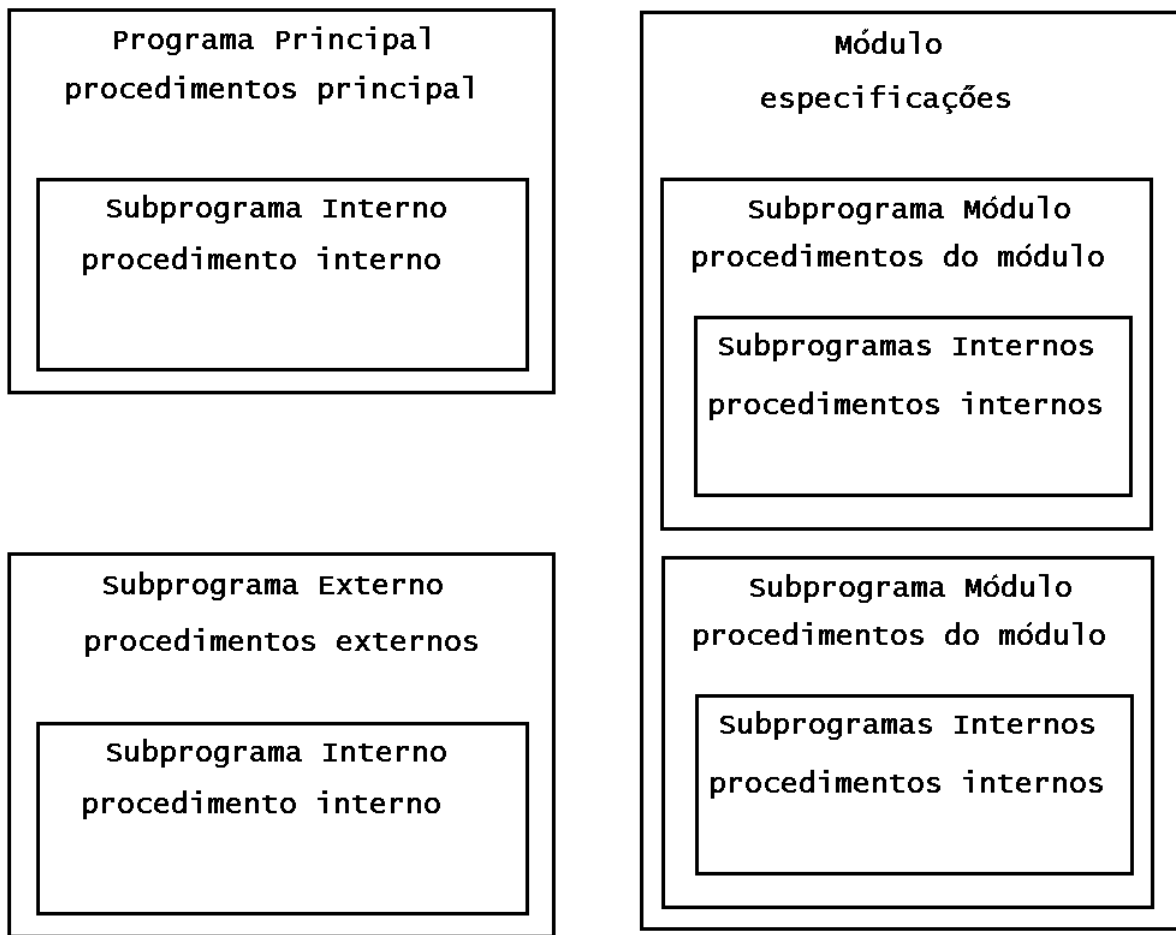 Programa Principal
procedimentos principal
Subprograma Interno
procedimento interno
Subprograma Externo
procedimentos externos
Subprograma Interno
procedimento interno
Módulo
especificaçőes
Subprograma Módulo
procedimentos do módulo
Subprogramas Internos
procedimentos internos
Subprograma Módulo
procedimentos do módulo
Subprogramas Internos
procedimentos internos